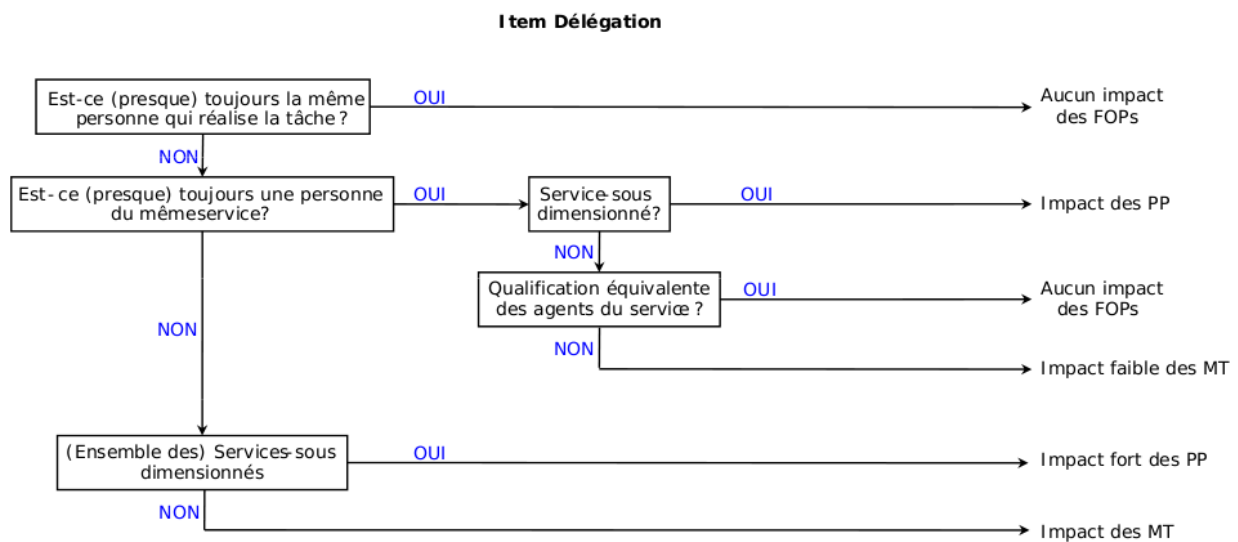 Item Délégation
Est-ce (presque) toujours la même
personne qui réalise la tâche ?
OUI
Aucun impact
des FOPs
NON
Est-ce (presque) toujours une personne
du mêmeservice?
OUI
Service-sous
dimensionné?
OUI
Impact des PP
NON
Qualification équivalente
des agents du service ?
OUI
Aucun impact
des FOPs
NON
NON
Impact faible des MT
(Ensemble des) Services-sous
dimensionnés
OUI
Impact fort des PP
NON
Impact des MT